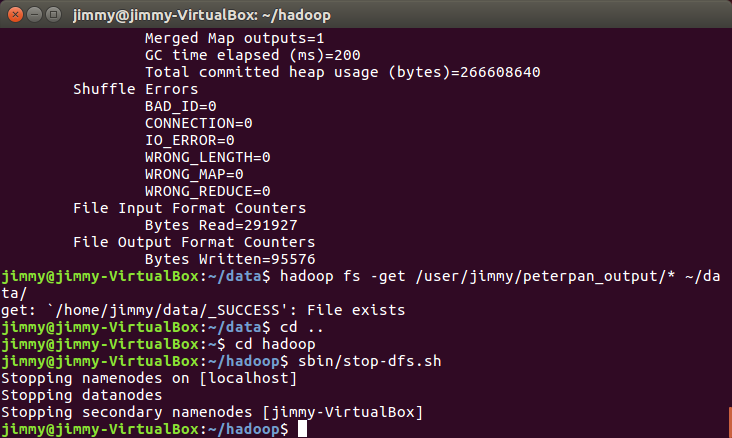 jimmy@jimmy-VirtualBox: ~/hadoop
Merged Map outputs=1
GC time elapsed (ms)=200
Total committed heap usage (bytes)=266608640
Shuffle Errors
BAD_ID=0
CONNECTION=0
IO_ERROR=0
WRONG_LENGTH=0
WRONG_MAP=0
WRONG_REDUCE=0
File Input Format Counters
Bytes Read=291927
File Output Format Counters
Bytes Written=95576
jimmy@jimmy-VirtualBox:~/data$ hadoop fs -get /user/jimmy/peterpan_output/* ~/da
ta/
get: `/home/jimmy/data/_SUCCESS': File exists
jimmy@jimmy-VirtualBox:~/data$ cd ..
jimmy@jimmy-VirtualBox:~$ cd hadoop
jimmy@jimmy-VirtualBox:~/hadoop$ sbin/stop-dfs.sh
Stopping namenodes on [localhost]
Stopping datanodes
Stopping secondary namenodes [jimmy-VirtualBox]
jimmy@jimmy-VirtualBox:~/hadoop$